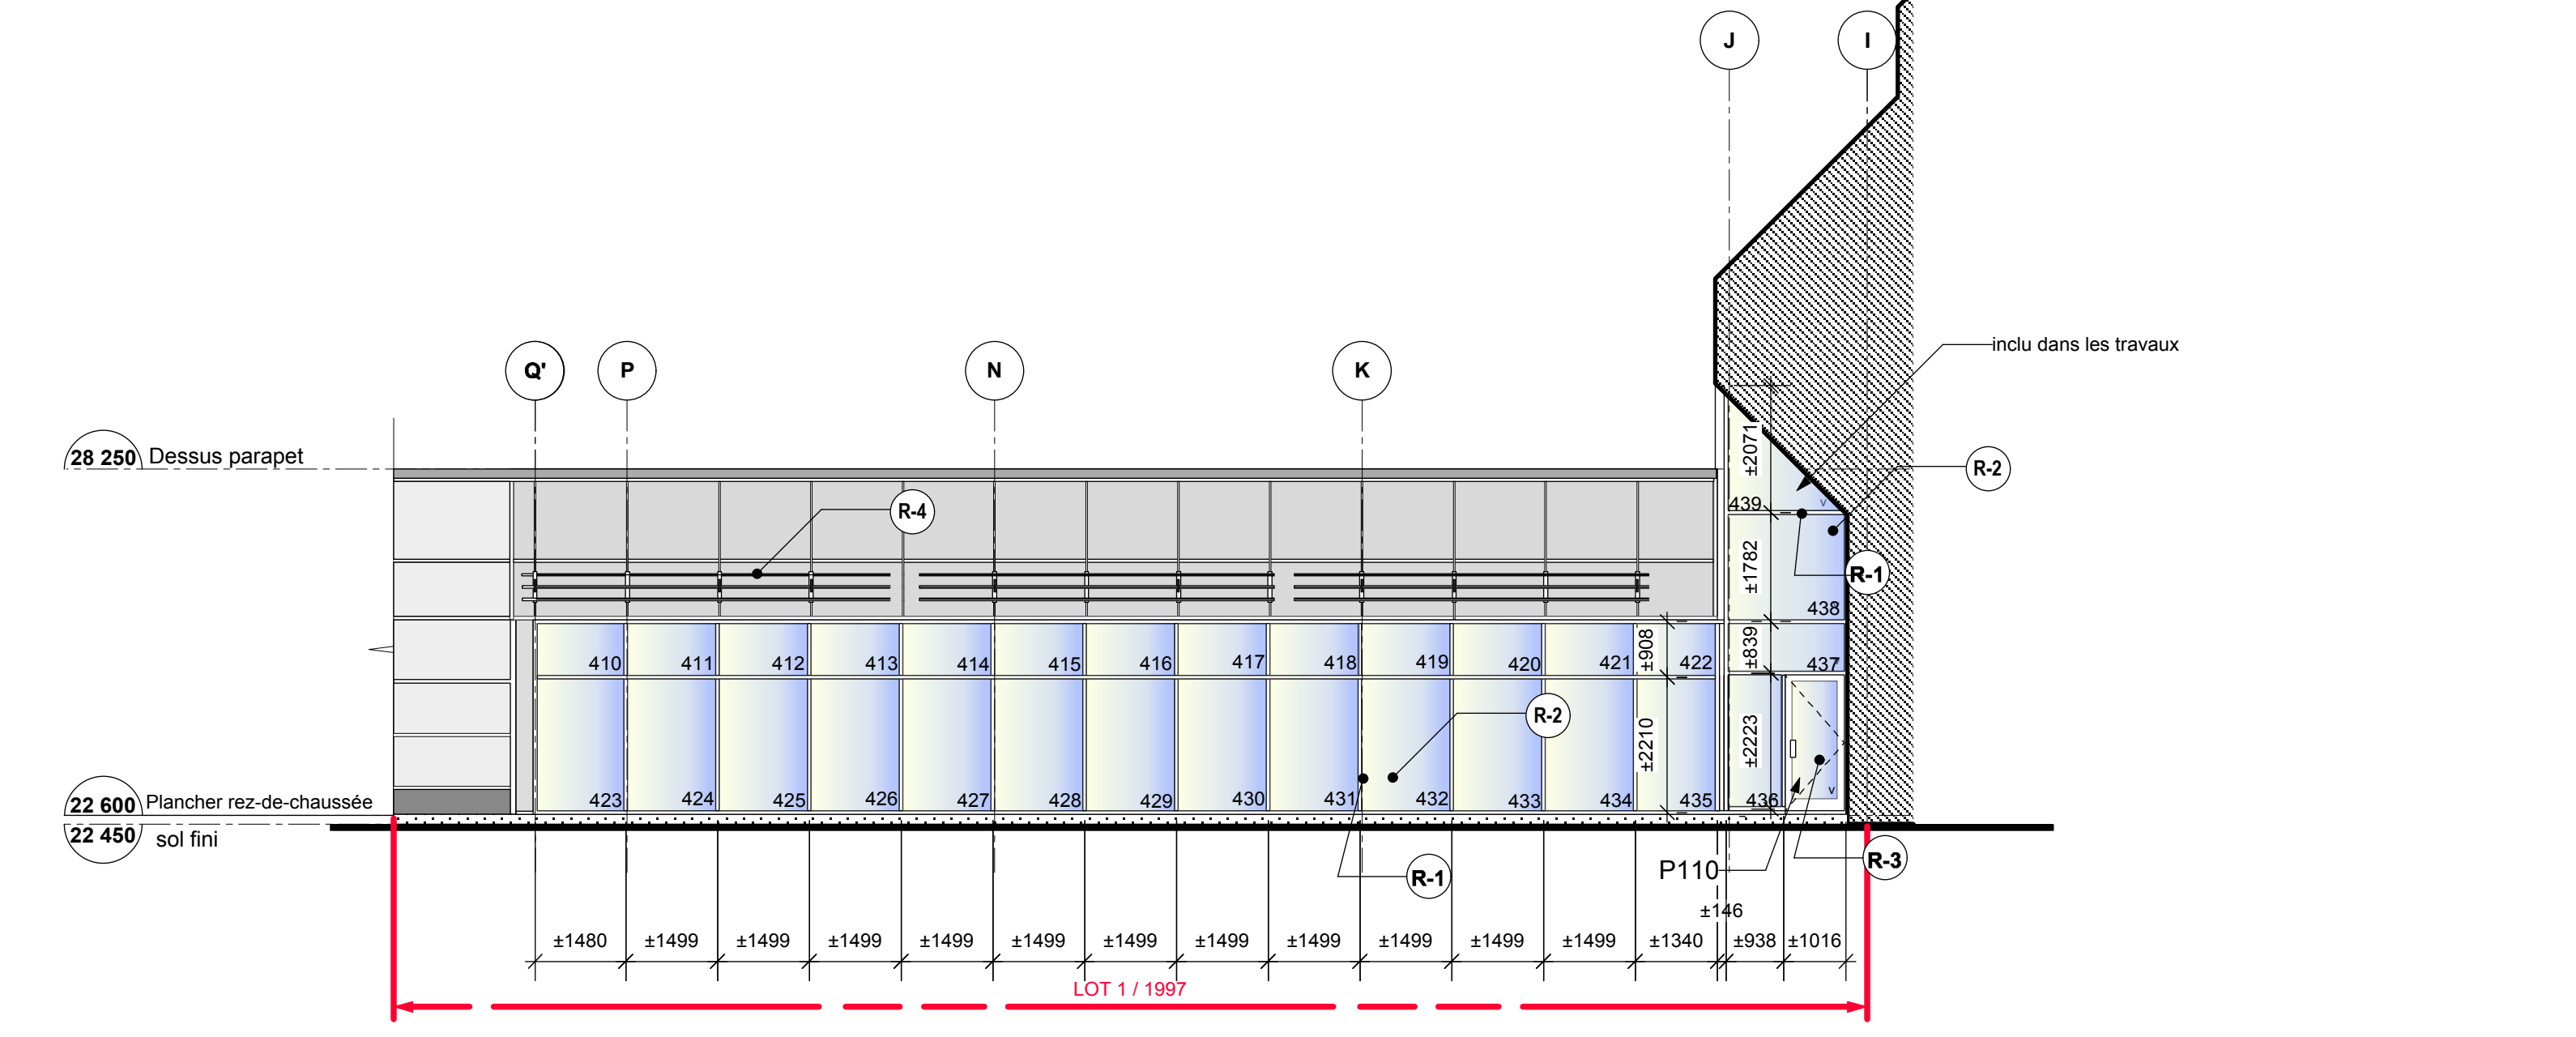 J
I
inclu dans les travaux
Q'
P
N
K
28 250 Dessus parapet
±2071
R-2
R-4
439
±1782
R-1
438
410 411 412 413 414 415 416 417 418 419 420 421 ±908 422 ±839 437
R-2
±2210
±2223
423 424 425 426 427 428 429 430 431 432 433 434 435 436
v
v
22 600 Plancher rez-de-chaussée
22 450 sol fini
R-1
P110
R-3
±146
±1480 ±1499 ±1499 ±1499 ±1499 ±1499 ±1499 ±1499 ±1499 ±1499 ±1499 ±1499 ±1340 ±938 ±1016
LOT 1 / 1997